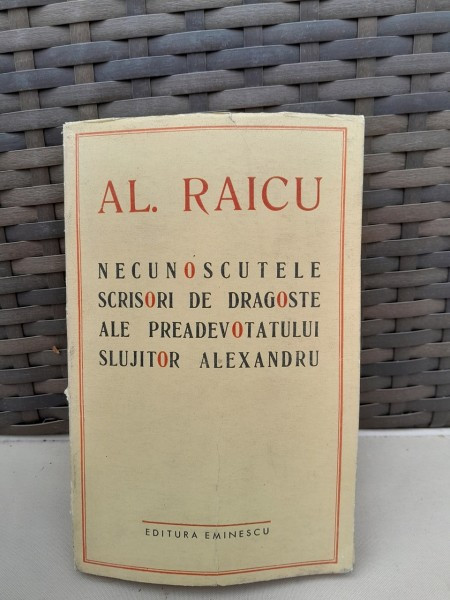 AL. RAICU
NECUNOSCUTELE
SCRISORI DE DRAGOSTE
ALE PREADEVOTATULUI
SLUJITOR ALEXANDRU
EDITURA EMINESCU